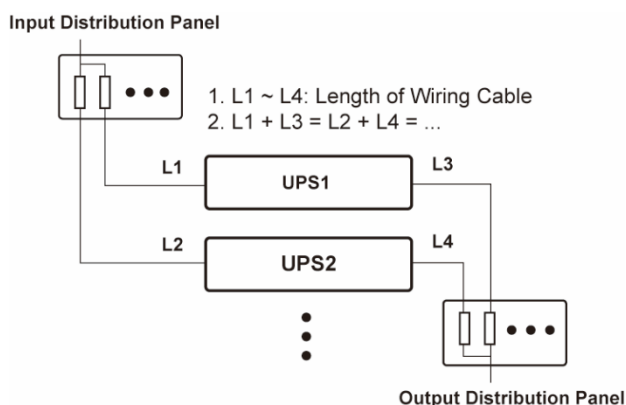 Input Distribution Panel
1. L1 ~ L4: Length of Wiring Cable
2. L1 + L3 = L2 + L4 = ...
L1
UPS1
L3
L2
UPS2
L4
Output Distribution Panel